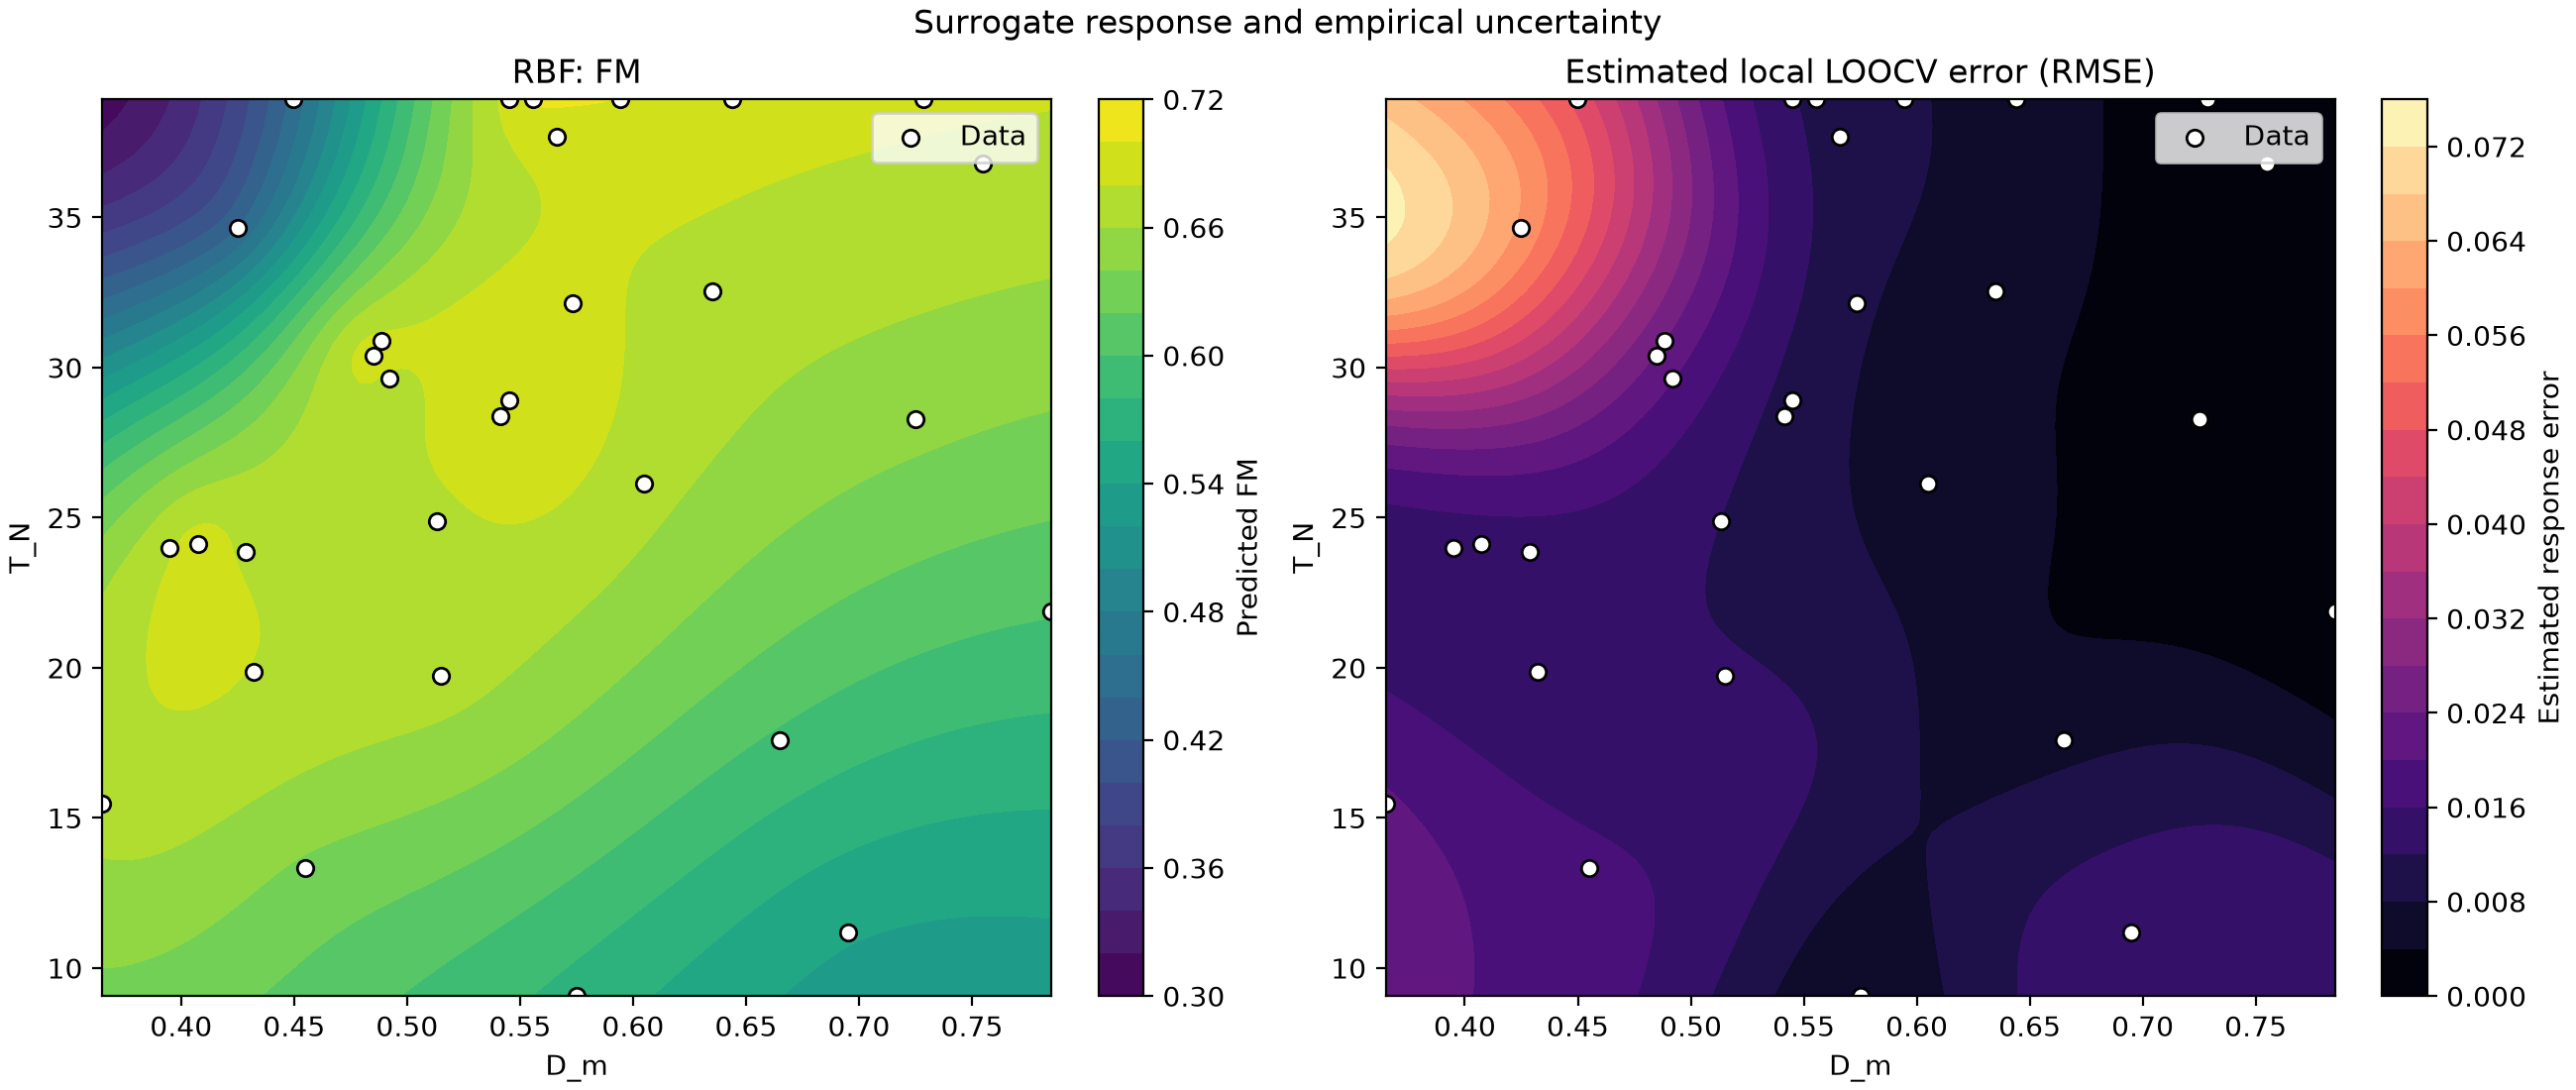 Surrogate response and empirical uncertainty
RBF: FM
Data
35
30
25
20
15
10
T_N
0.40 0.45 0.50 0.55 0.60 0.65 0.70 0.75
D_m
0.72
0.66
0.60
0.54
0.48
0.42
0.36
0.30
Predicted FM
Estimated local LOOCV error (RMSE)
Data
35
30
25
20
15
10
T_N
0.40 0.45 0.50 0.55 0.60 0.65 0.70 0.75
D_m
0.072
0.064
0.056
0.048
0.040
0.032
0.024
0.016
0.008
0.000
Estimated response error